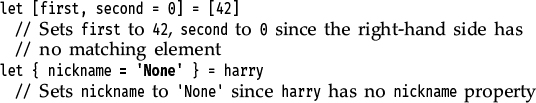 let [first, second = 0] = [42]
// Sets first to 42, second to 0 since the right-hand side has
// no matching element
let { nickname = 'None' } = harry
// Sets nickname to 'None' since harry has no nickname property